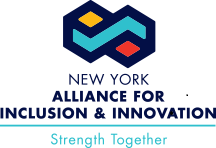 NEW YORK
ALLIANCE FOR
INCLUSION & INNOVATION
Strength Together